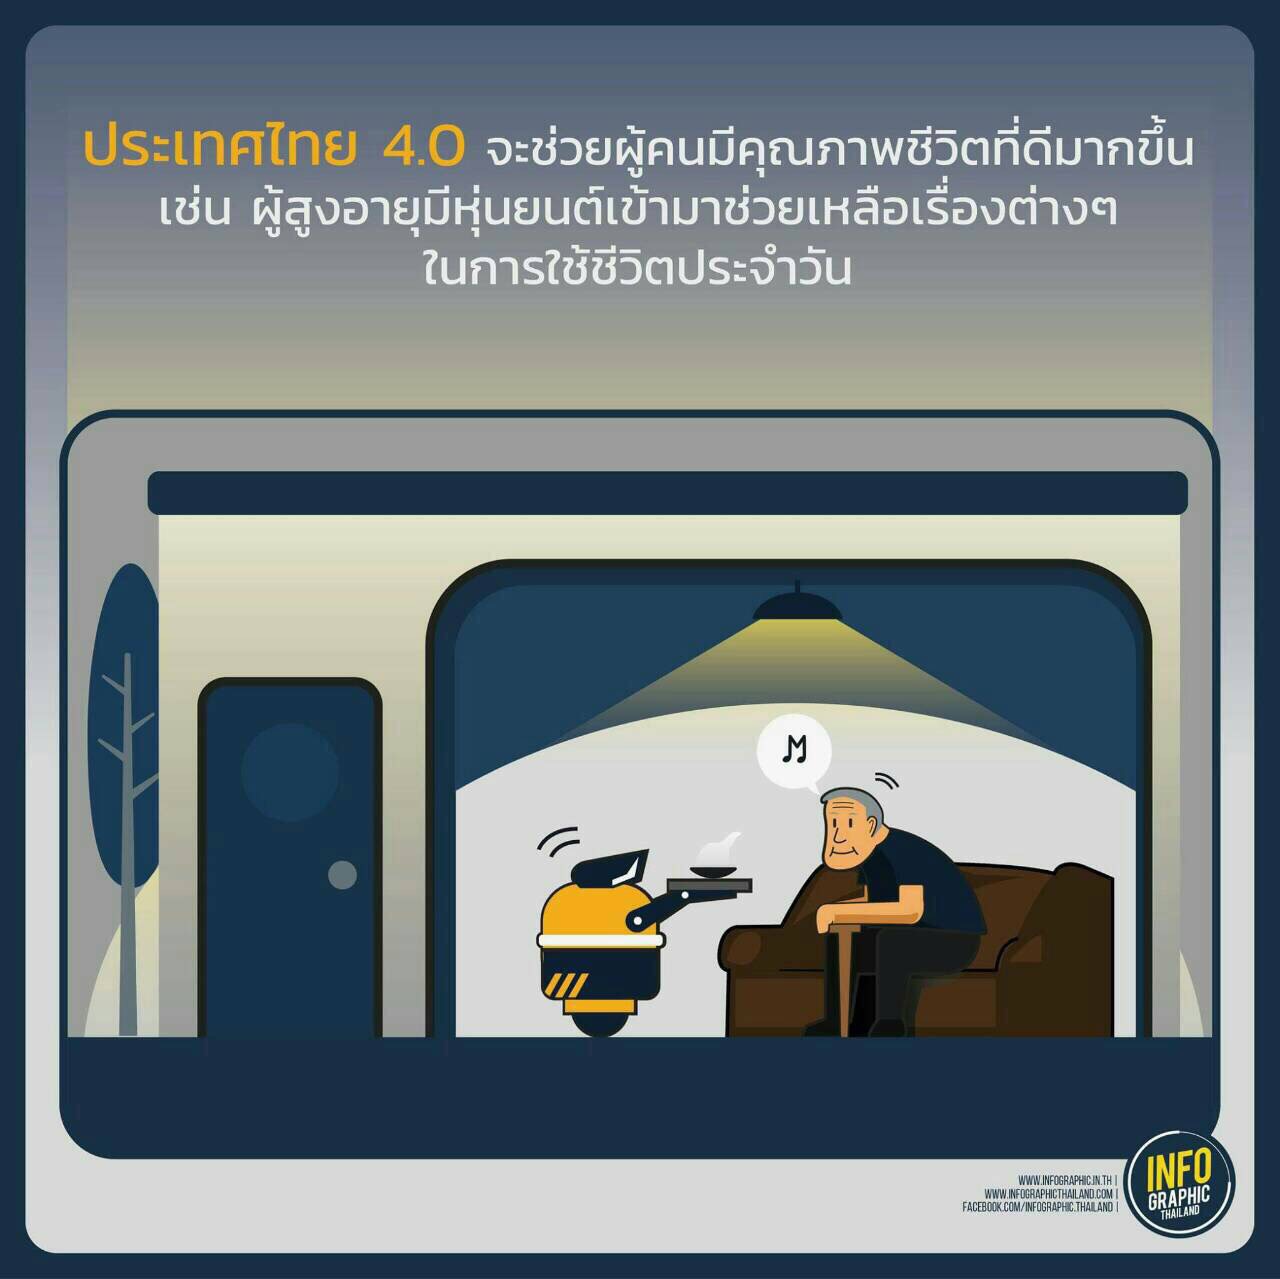 ประเทศไทย 4.0 จะช่วยผู้คนมีคุณภาพชีวิตที่ดีมากขึ้น
เช่น ผู้สูงอายุมีหุ่นยนต์เข้ามาช่วยเหลือเรื่องต่างๆ
ในการใช้ชีวิตประจำวัน
WWW.INFOGRAPHIC.IN.TH |
WWW.INFOGRAPHICTHAILAND.COM |
FACEBOOK.COM/INFOGRAPHIC.THAILAND |
INFO
GRAPHIC
THAILAND